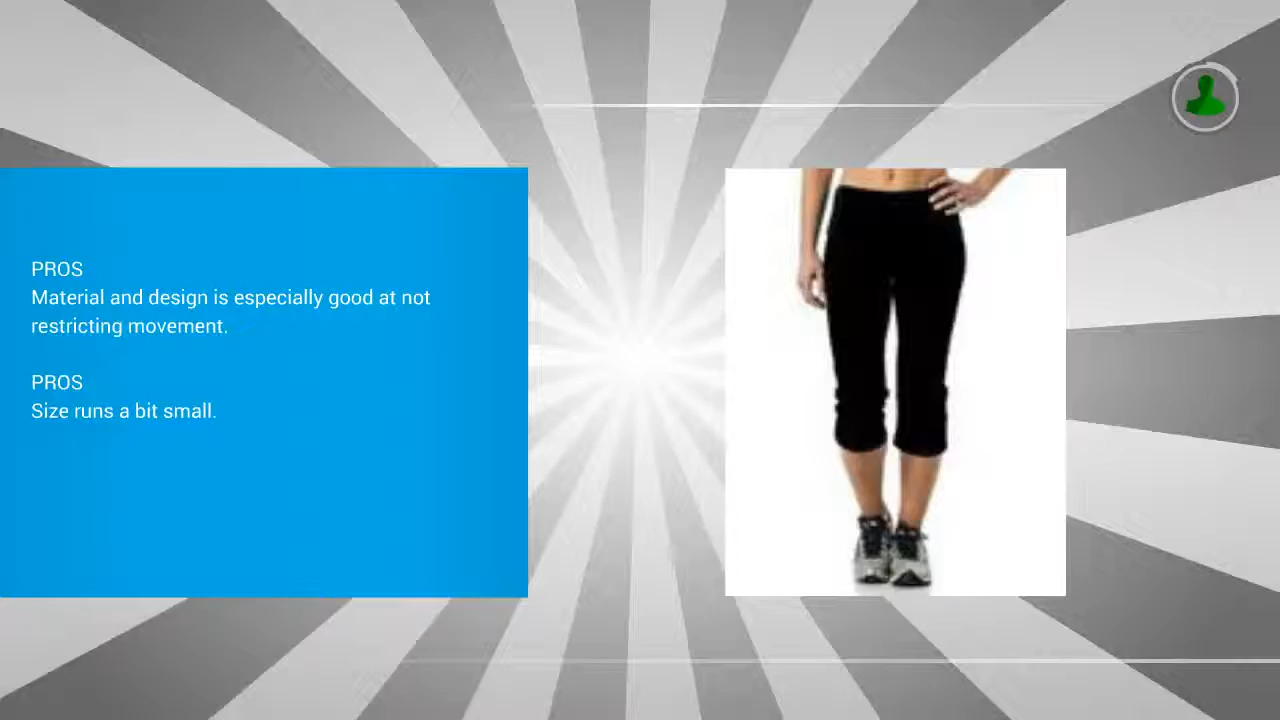 PROS
Material and design is especially good at not
restricting movement.
PROS
Size runs a bit small.